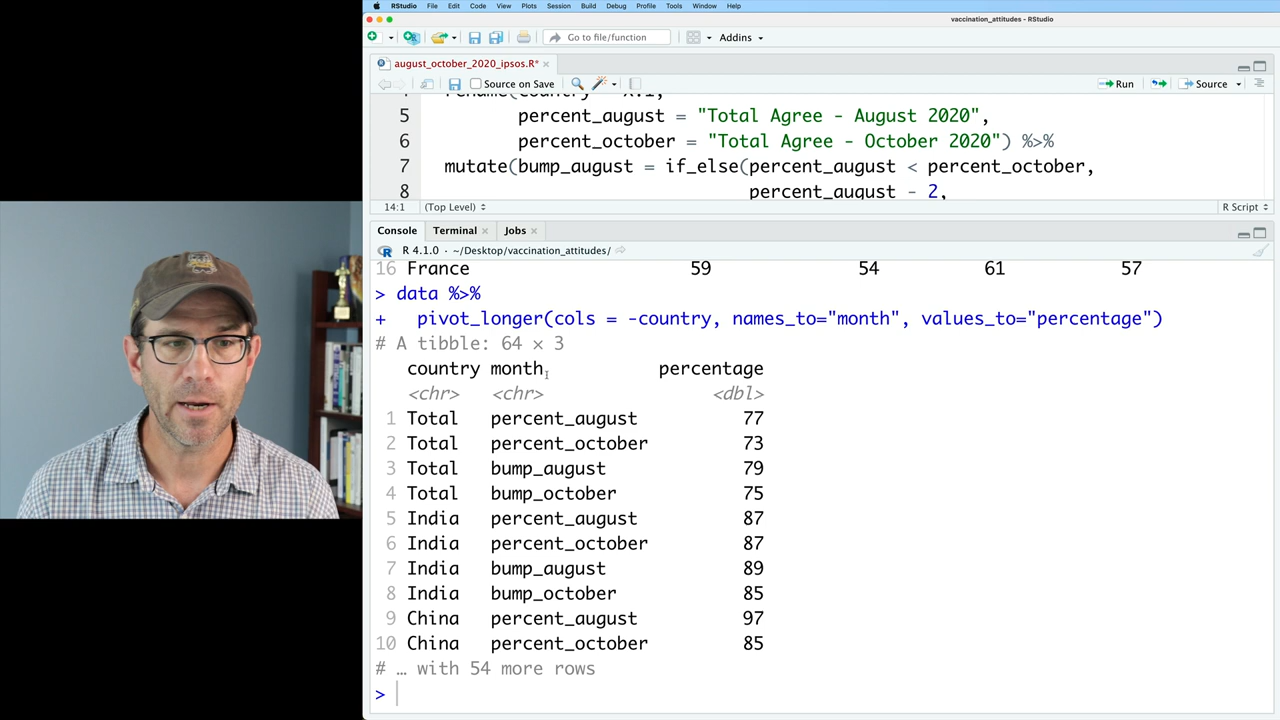 RStudio File Edit Code View Plots Session Build Debug Profile Tools Window Help
vaccination_attitudes - RStudio
Go to file/function Addins
august_october_2020_ipsos.R*
Source on Save Run Source
5 percent_august = "Total Agree - August 2020",
6 percent_october = "Total Agree - October 2020") %>%
7 mutate(bump_august = if_else(percent_august < percent_october,
8 percent_august - 2,
14:1 (Top Level) R Script
Console Terminal Jobs
R 4.1.0 · ~/Desktop/vaccination_attitudes/
16 France 59 54 61 57
> data %>%
+ pivot_longer(cols = -country, names_to="month", values_to="percentage")
# A tibble: 64 × 3
country month percentage
<chr> <chr> <dbl>
1 Total percent_august 77
2 Total percent_october 73
3 Total bump_august 79
4 Total bump_october 75
5 India percent_august 87
6 India percent_october 87
7 India bump_august 89
8 India bump_october 85
9 China percent_august 97
10 China percent_october 85
# … with 54 more rows
>